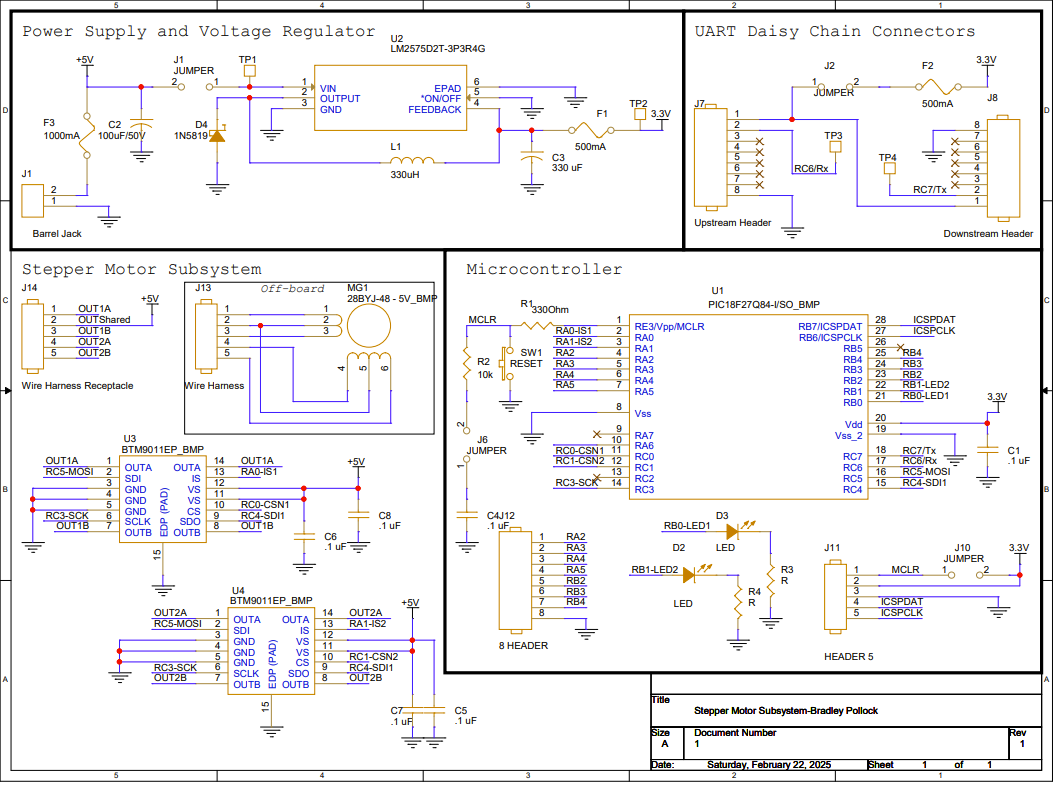 5 4 3 2 1
D
C
B
A
Power Supply and Voltage Regulator
+5V
J1
JUMPER
2 1
TP1
U2
LM2575D2T-3P3R4G
1 VIN
2 OUTPUT
3 GND
EPAD 6
*ON/OFF 5
FEEDBACK 4
F3
1000mA
C2
100uF/50V
D4
1N5819
L1
330uH
F1
500mA
TP2
3.3V
C3
330 uF
J1
2
1
Barrel Jack
UART Daisy Chain Connectors
J2
1 2
JUMPER
F2
500mA
3.3V
J7
1
2
3
4
5
6
7
8
Upstream Header
TP3
RC6/Rx
TP4
RC7/Tx
J8
8
7
6
5
4
3
2
1
Downstream Header
Stepper Motor Subsystem
J14
1 OUT1A
2 OUTShared
3 OUT1B
4 OUT2A
5 OUT2B
+5V
Wire Harness Receptacle
Off-board
J13
1
2
3
4
5
Wire Harness
MG1
28BYJ-48 - 5V_BMP
1
2
3
4 5 6
U3
BTM9011EP_BMP
OUT1A 1 OUTA
RC5-MOSI 2 SDI
3 GND
4 GND
5 GND
RC3-SCK 6 SCLK
OUT1B 7 OUTB
EDP (PAD)
15
OUTA 14 OUT1A
IS 13 RA0-IS1
VS 12
VS 11
CS 10 RC0-CSN1
SDO 9 RC4-SDI1
OUTB 8 OUT1B
+5V
C6
.1 uF
C8
.1 uF
U4
BTM9011EP_BMP
OUT2A 1 OUTA
RC5-MOSI 2 SDI
3 GND
4 GND
5 GND
RC3-SCK 6 SCLK
OUT2B 7 OUTB
EDP (PAD)
15
OUTA 14 OUT2A
IS 13 RA1-IS2
VS 12
VS 11
CS 10 RC1-CSN2
SDO 9 RC4-SDI1
OUTB 8 OUT2B
+5V
C7
.1 uF
C5
.1 uF
Microcontroller
U1
PIC18F27Q84-I/SO_BMP
MCLR
R1
330Ohm
R2
10k
SW1
RESET
2
J6
JUMPER
1
C4
.1 uF
1 RE3/Vpp/MCLR
RA0-IS1 2 RA0
RA1-IS2 3 RA1
RA2 4 RA2
RA3 5 RA3
RA4 6 RA4
RA5 7 RA5
8 Vss
9 RA7
10 RA6
RC0-CSN1 11 RC0
RC1-CSN2 12 RC1
13 RC2
RC3-SCK 14 RC3
RB7/ICSPDAT 28 ICSPDAT
RB6/ICSPCLK 27 ICSPCLK
RB5 26
RB4 25 RB4
RB3 24 RB3
RB2 23 RB2
RB1 22 RB1-LED2
RB0 21 RB0-LED1
Vdd 20
Vss_2 19
RC7 18 RC7/Tx
RC6 17 RC6/Rx
RC5 16 RC5-MOSI
RC4 15 RC4-SDI1
3.3V
C1
.1 uF
J12
1 RA2
2 RA3
3 RA4
4 RA5
5 RB2
6 RB3
7 RB4
8
8 HEADER
RB0-LED1
D3
LED
RB1-LED2
D2
LED
R3
R
R4
R
J11
1 MCLR
2
3
4 ICSPDAT
5 ICSPCLK
HEADER 5
J10
JUMPER
1 2
3.3V
Title
Stepper Motor Subsystem-Bradley Pollock
Size
A
Document Number
1
Rev
1
Date: Saturday, February 22, 2025
Sheet 1 of 1
D
C
B
A
5 4 3 2 1